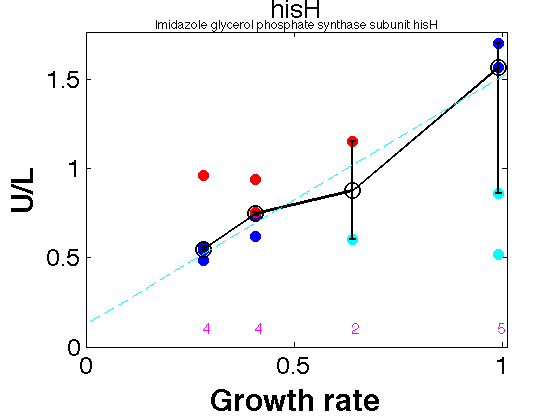 hisH
Imidazole glycerol phosphate synthase subunit hisH
U/L
1.5
1
0.5
0
4 4 2 5
0 0.5 1
Growth rate